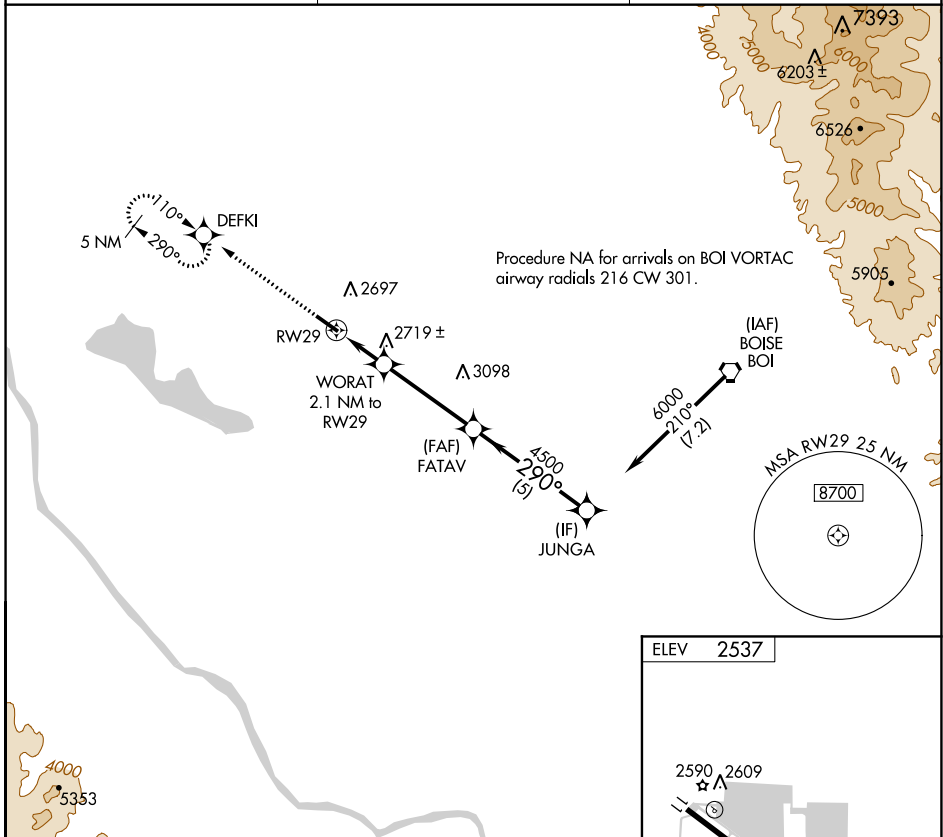 7393
4000
5000
6000
6203 ±
6526
5000
5905
110°
DEFKI
5 NM
290°
Procedure NA for arrivals on BOI VORTAC
airway radials 216 CW 301.
2697
RW29
2719 ±
(IAF)
BOISE
BOI
WORAT
2.1 NM to
RW29
3098
6000
210°
(7.2)
(FAF)
FATAV
4500
290°
(5)
(IF)
JUNGA
MSA RW29 25 NM
8700
ELEV 2537
2590
2609
11
4000
5353